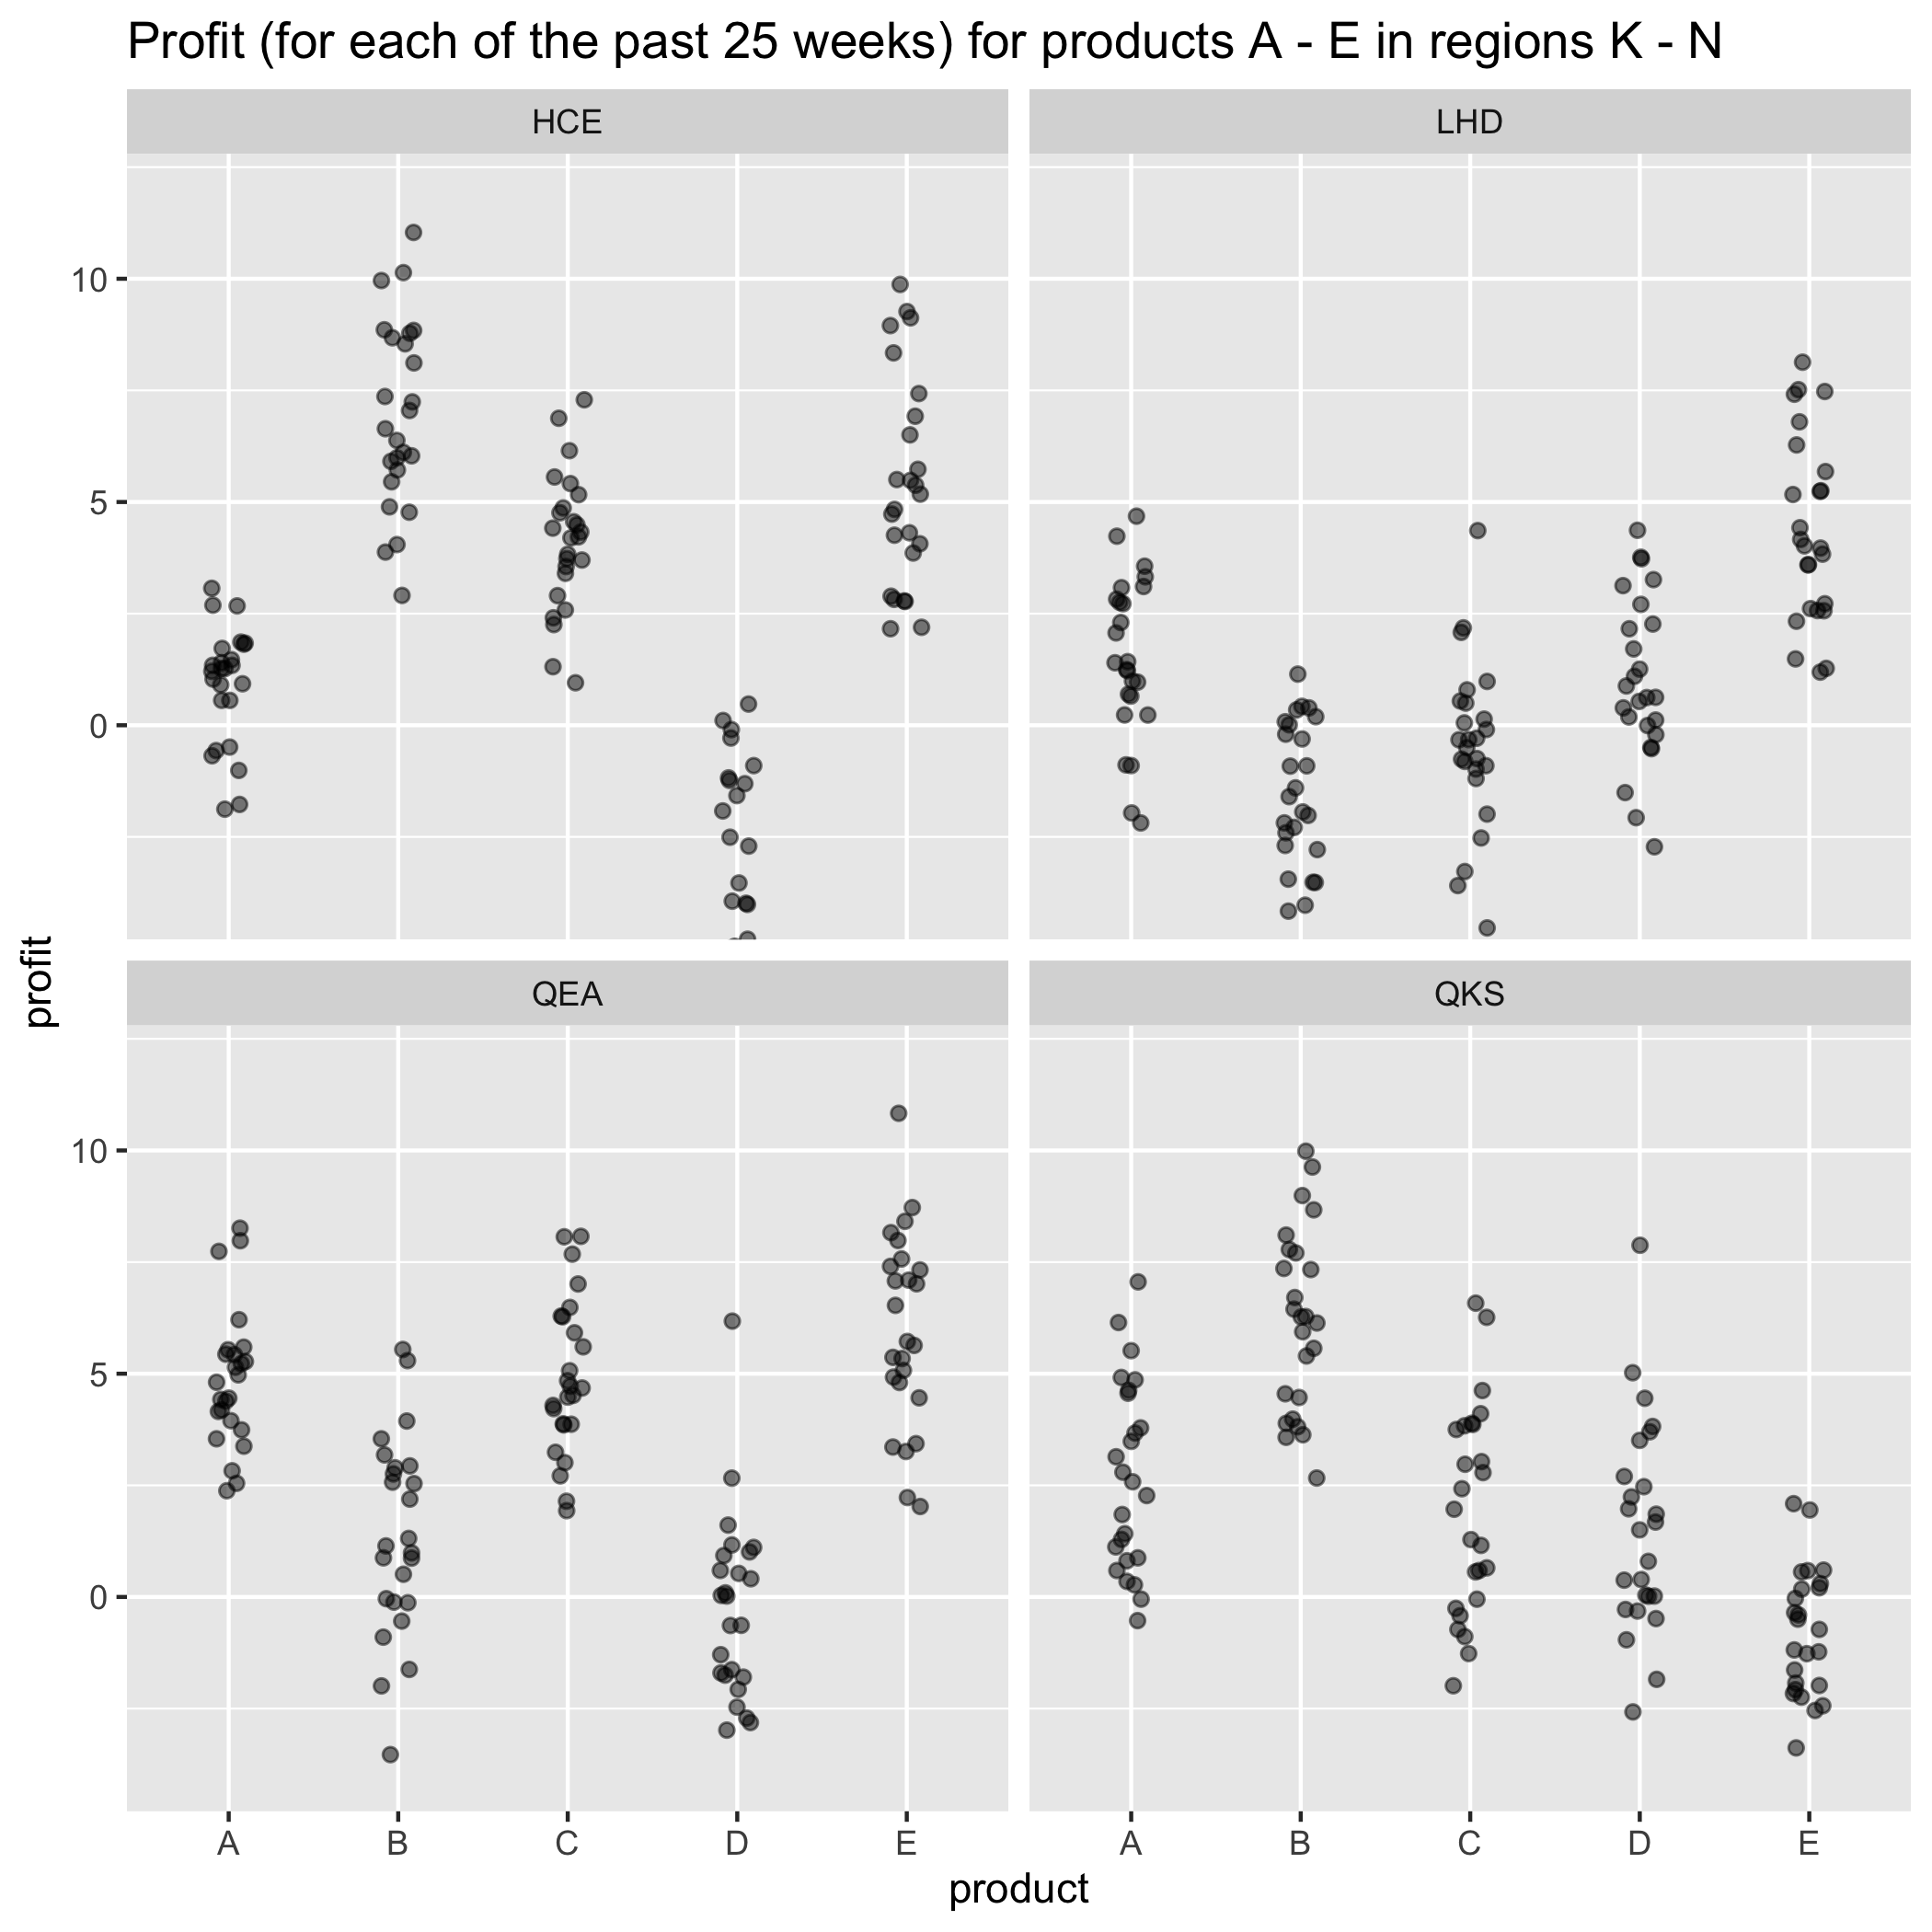 Profit (for each of the past 25 weeks) for products A - E in regions K - N
HCE
LHD
10
5
0
QEA
QKS
10
5
0
profit
A B C D E
A B C D E
product